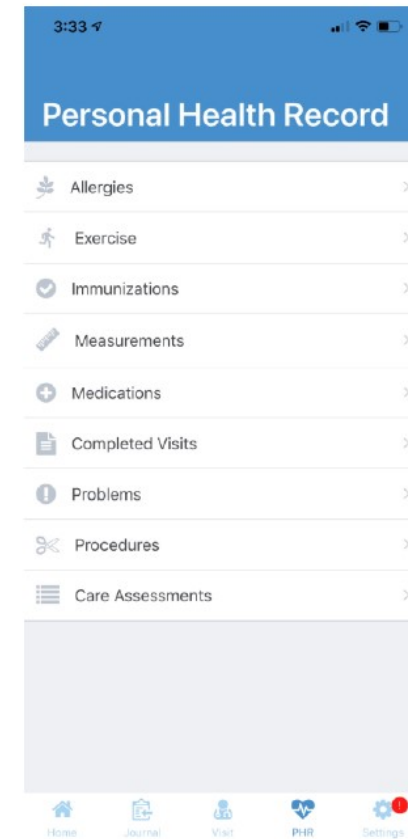 3:33
Personal Health Record
Allergies
Exercise
Immunizations
Measurements
Medications
Completed Visits
Problems
Procedures
Care Assessments
Home Journal Visit PHR Settings